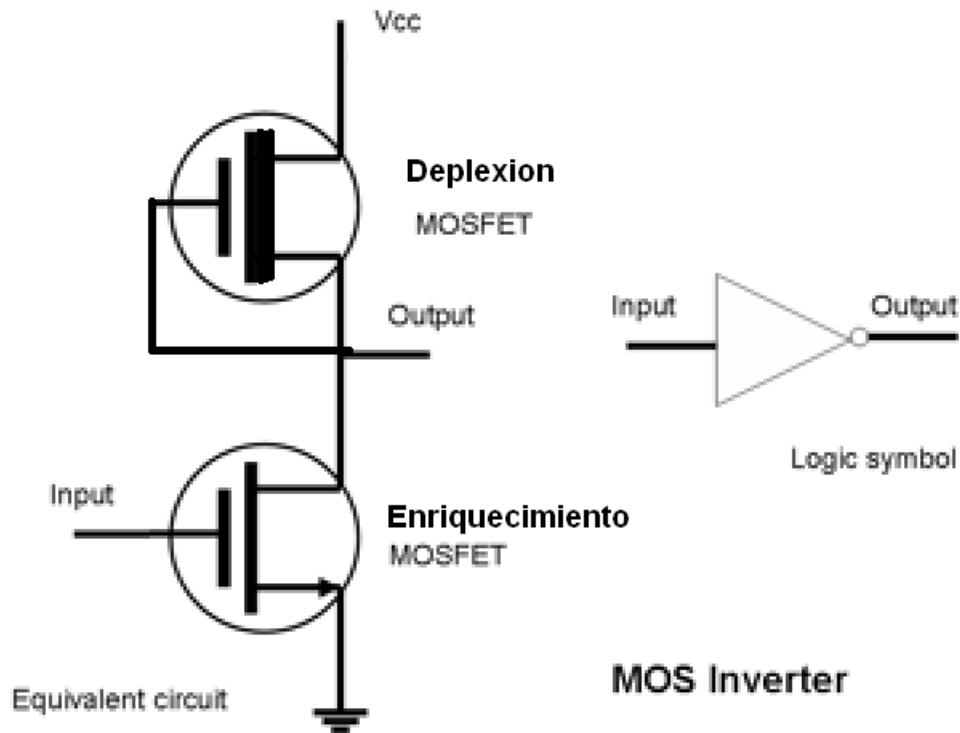 Vcc
Deplexion
MOSFET
Output
Input
Output
Logic symbol
Input
Enriquecimiento
MOSFET
MOS Inverter
Equivalent circuit